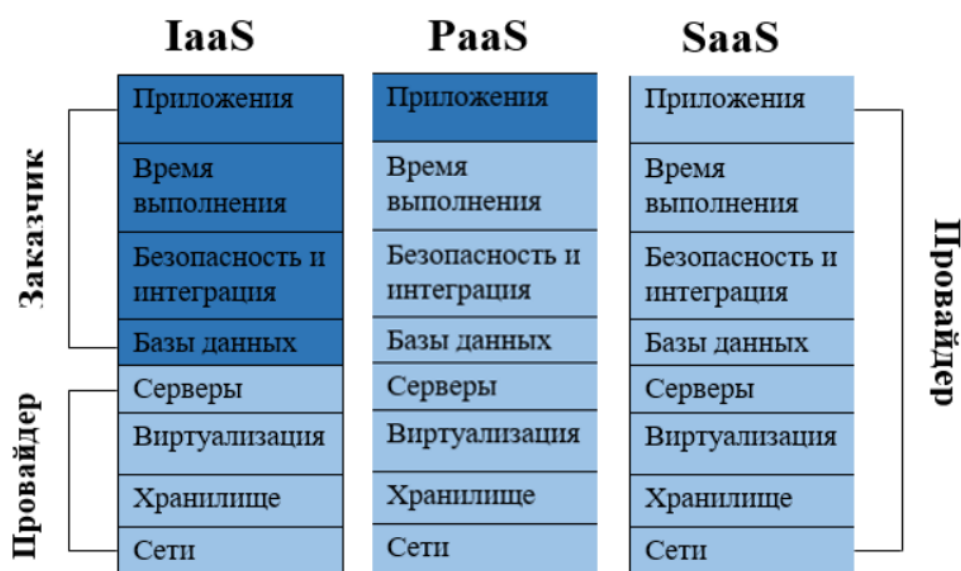 IaaS
PaaS
SaaS
Заказчик
Провайдер
Приложения
Время
выполнения
Безопасность и
интеграция
Базы данных
Серверы
Виртуализация
Хранилище
Сети
Приложения
Время
выполнения
Безопасность и
интеграция
Базы данных
Серверы
Виртуализация
Хранилище
Сети
Приложения
Время
выполнения
Безопасность и
интеграция
Базы данных
Серверы
Виртуализация
Хранилище
Сети
Провайдер